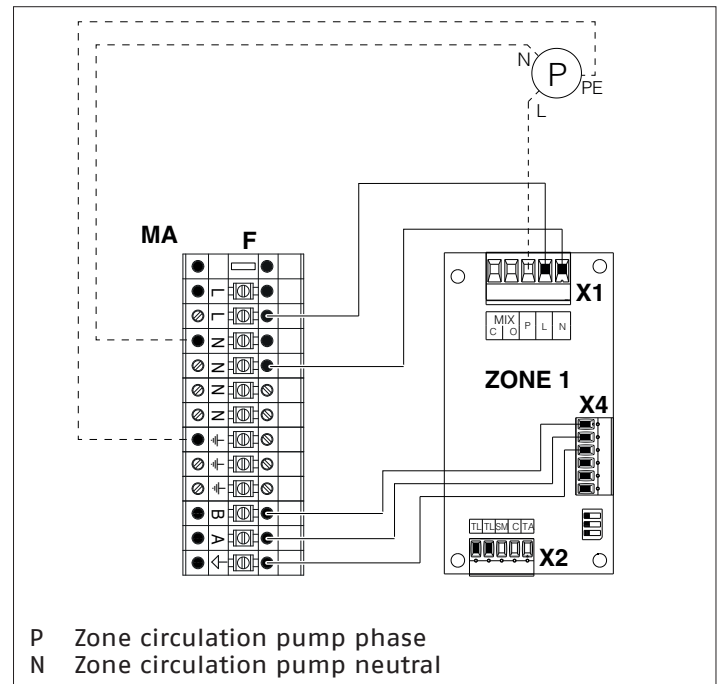 N
P
PE
L
MA F
L
L
N
N
N
N
B
A
X1
MIX
C O P L N
ZONE 1
X4
TL TL SM C TA
X2
P Zone circulation pump phase
N Zone circulation pump neutral